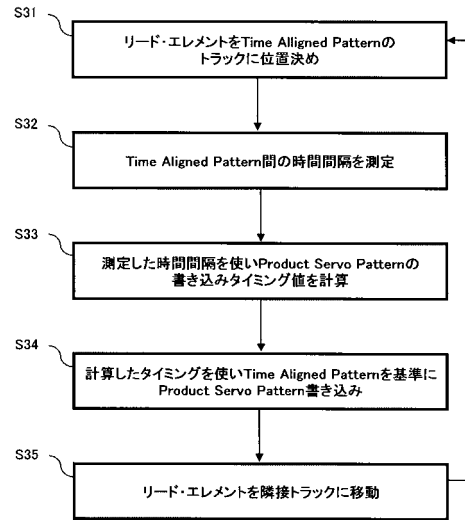 S31
リード・エレメントをTime Alligned Patternの
トラックに位置決め
S32
Time Aligned Pattern間の時間間隔を測定
S33
測定した時間間隔を使いProduct Servo Patternの
書き込みタイミング値を計算
S34
計算したタイミングを使いTime Aligned Patternを基準に
Product Servo Pattern書き込み
S35
リード・エレメントを隣接トラックに移動